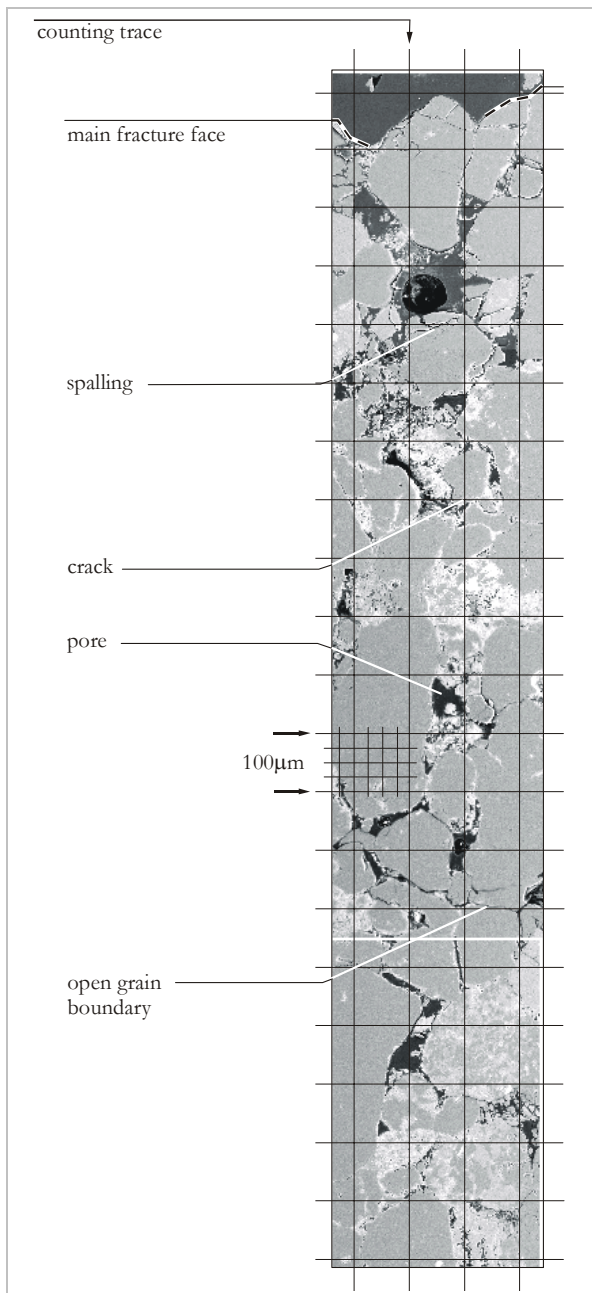 counting trace
main fracture face
spalling
crack
pore
100μm
open grain
boundary